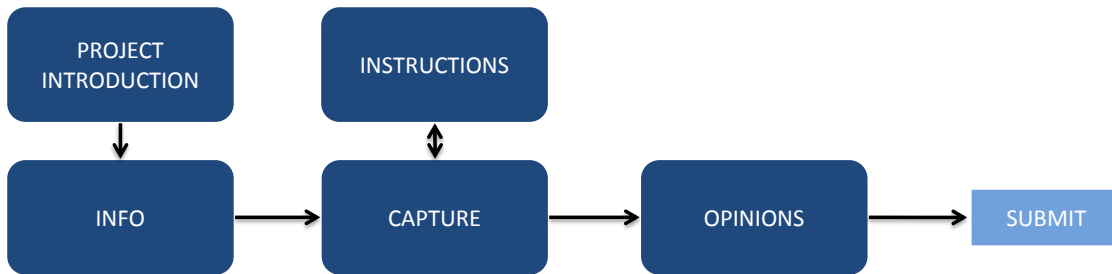 PROJECT
INTRODUCTION
INSTRUCTIONS
INFO
CAPTURE
OPINIONS
SUBMIT